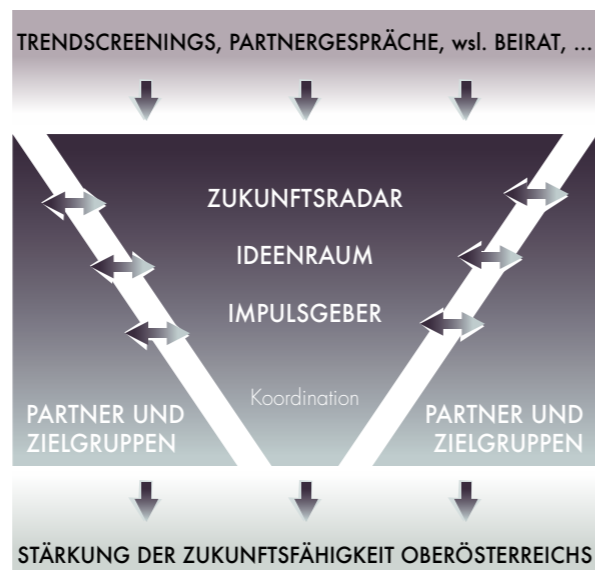 TRENDSCREENINGS, PARTNERGESPRÄCHE, wsl. BEIRAT, ...
ZUKUNFTSRADAR
IDEENRAUM
IMPULSGEBER
Koordination
PARTNER UND
ZIELGRUPPEN
PARTNER UND
ZIELGRUPPEN
STÄRKUNG DER ZUKUNFTSFÄHIGKEIT OBERÖSTERREICHS